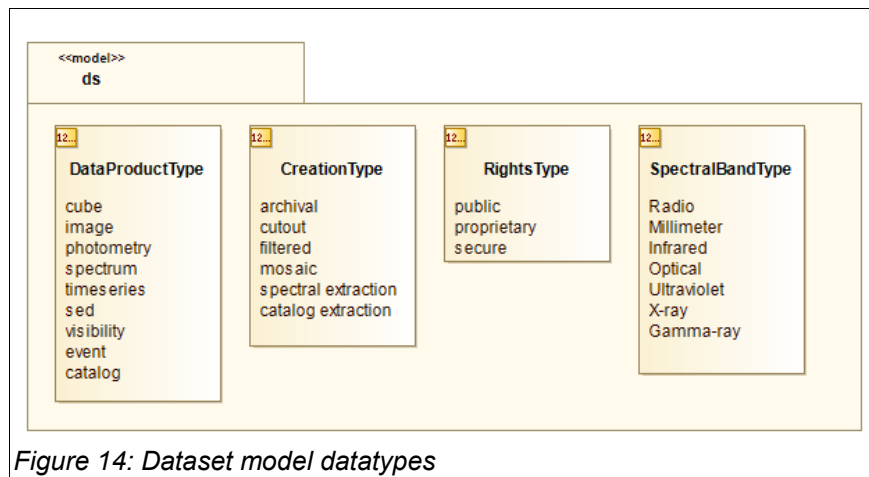 <<model>>
ds
12...
DataProductType
cube
image
photometry
spectrum
timeseries
sed
visibility
event
catalog
12...
CreationType
archival
cutout
filtered
mosaic
spectral extraction
catalog extraction
12...
RightsType
public
proprietary
secure
12...
SpectralBandType
Radio
Millimeter
Infrared
Optical
Ultraviolet
X-ray
Gamma-ray
Figure 14: Dataset model datatypes